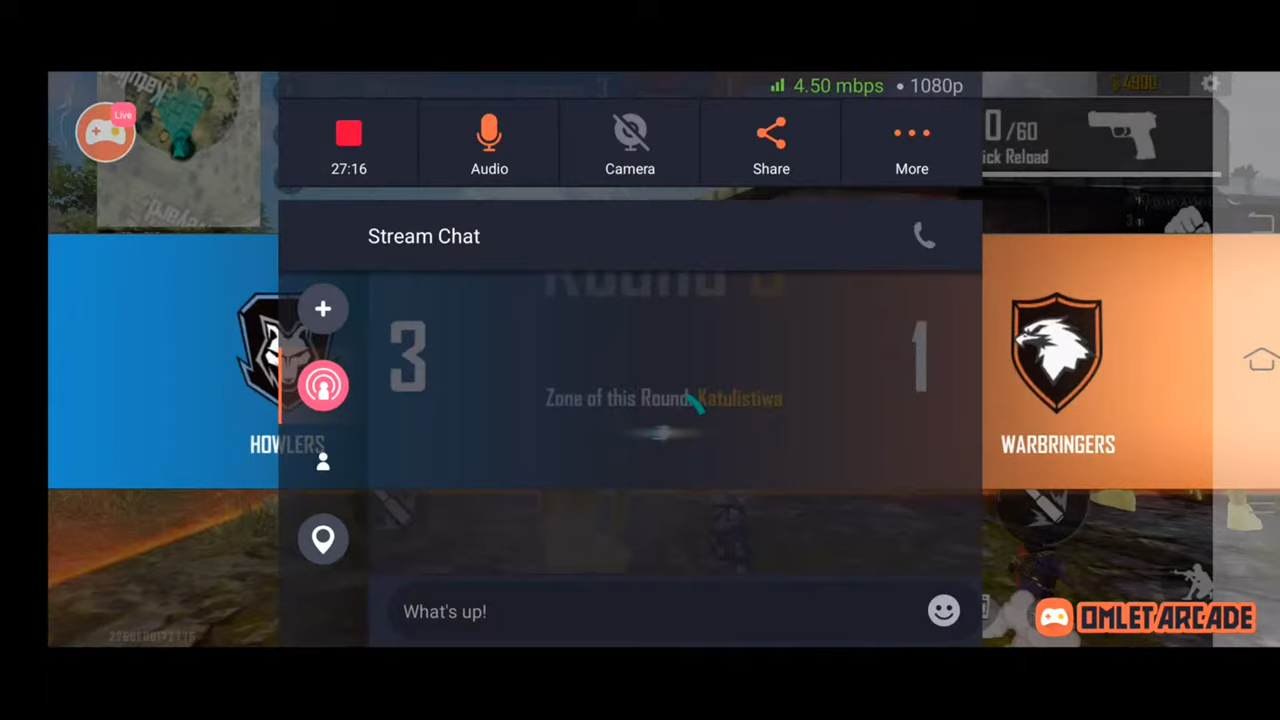 Live
4.50 mbps • 1080p
$ 4900
27:16
Audio
Camera
Share
More
0/60
ick Reload
Stream Chat
3
1
Zone of this Round: Katulistiwa
HOWLERS
WARBRINGERS
What's up!
OMLET ARCADE